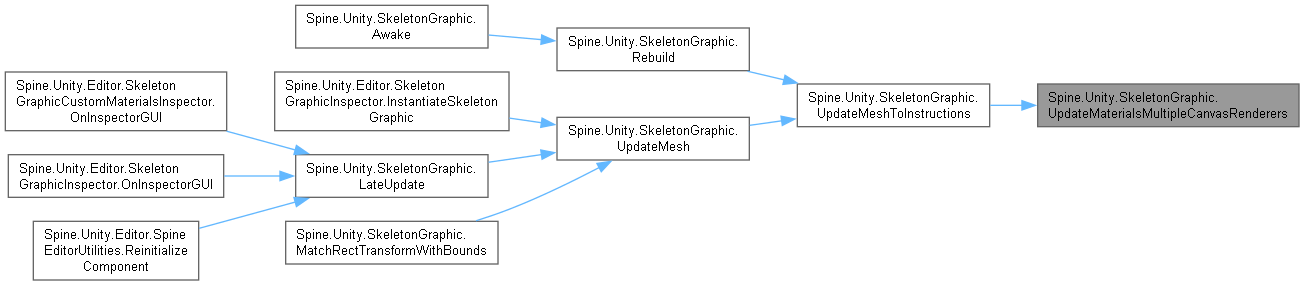 Spine.Unity.SkeletonGraphic.
Awake
Spine.Unity.SkeletonGraphic.
Rebuild
Spine.Unity.Editor.Skeleton
GraphicCustomMaterialsInspector.
OnInspectorGUI
Spine.Unity.Editor.Skeleton
GraphicInspector.InstantiateSkeleton
Graphic
Spine.Unity.SkeletonGraphic.
UpdateMeshToInstructions
Spine.Unity.SkeletonGraphic.
UpdateMaterialsMultipleCanvasRenderers
Spine.Unity.SkeletonGraphic.
UpdateMesh
Spine.Unity.Editor.Skeleton
GraphicInspector.OnInspectorGUI
Spine.Unity.SkeletonGraphic.
LateUpdate
Spine.Unity.Editor.Spine
EditorUtilities.Reinitialize
Component
Spine.Unity.SkeletonGraphic.
MatchRectTransformWithBounds